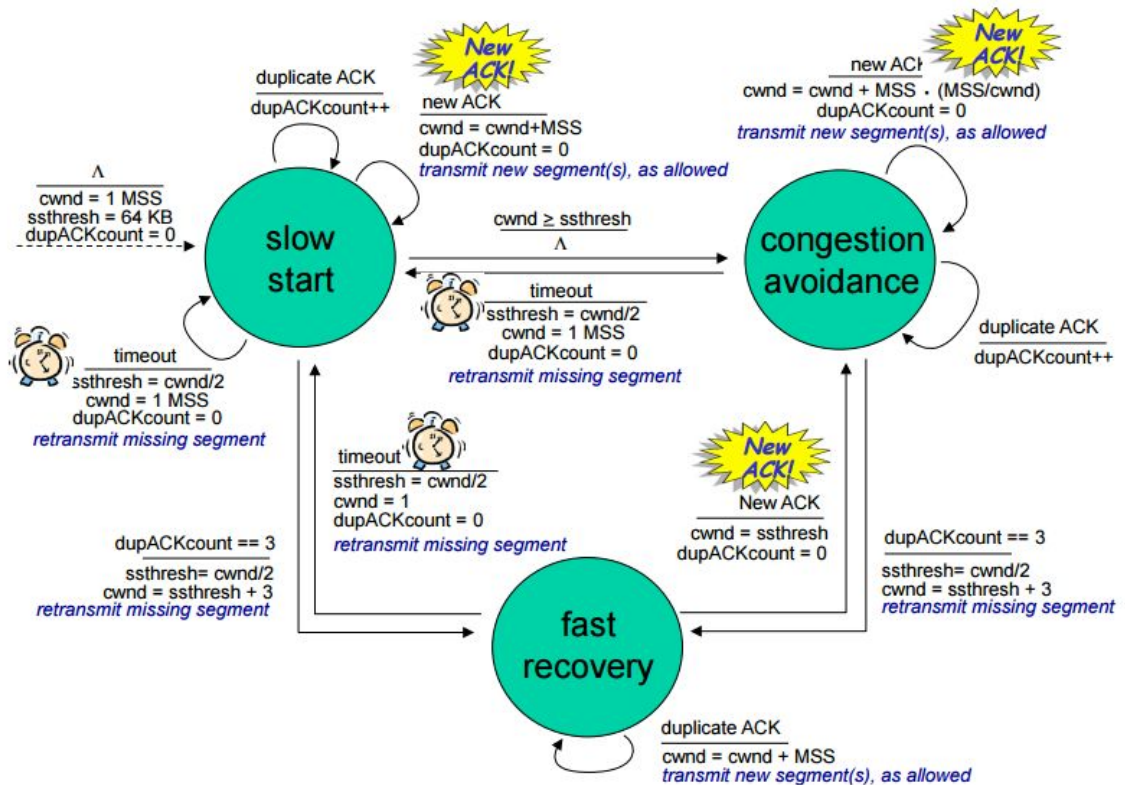 New
ACK!
duplicate ACK
dupACKcount++
new ACK
cwnd = cwnd+MSS
dupACKcount = 0
transmit new segment(s), as allowed
New
ACK!
new ACK
cwnd = cwnd + MSS • (MSS/cwnd)
dupACKcount = 0
transmit new segment(s), as allowed
Λ
cwnd = 1 MSS
ssthresh = 64 KB
dupACKcount = 0
slow
start
cwnd ≥ ssthresh
Λ
congestion
avoidance
timeout
ssthresh = cwnd/2
cwnd = 1 MSS
dupACKcount = 0
retransmit missing segment
duplicate ACK
dupACKcount++
timeout
ssthresh = cwnd/2
cwnd = 1 MSS
dupACKcount = 0
retransmit missing segment
timeout
ssthresh = cwnd/2
cwnd = 1
dupACKcount = 0
retransmit missing segment
New
ACK!
New ACK
cwnd = ssthresh
dupACKcount = 0
dupACKcount == 3
ssthresh= cwnd/2
cwnd = ssthresh + 3
retransmit missing segment
dupACKcount == 3
ssthresh= cwnd/2
cwnd = ssthresh + 3
retransmit missing segment
fast
recovery
duplicate ACK
cwnd = cwnd + MSS
transmit new segment(s), as allowed